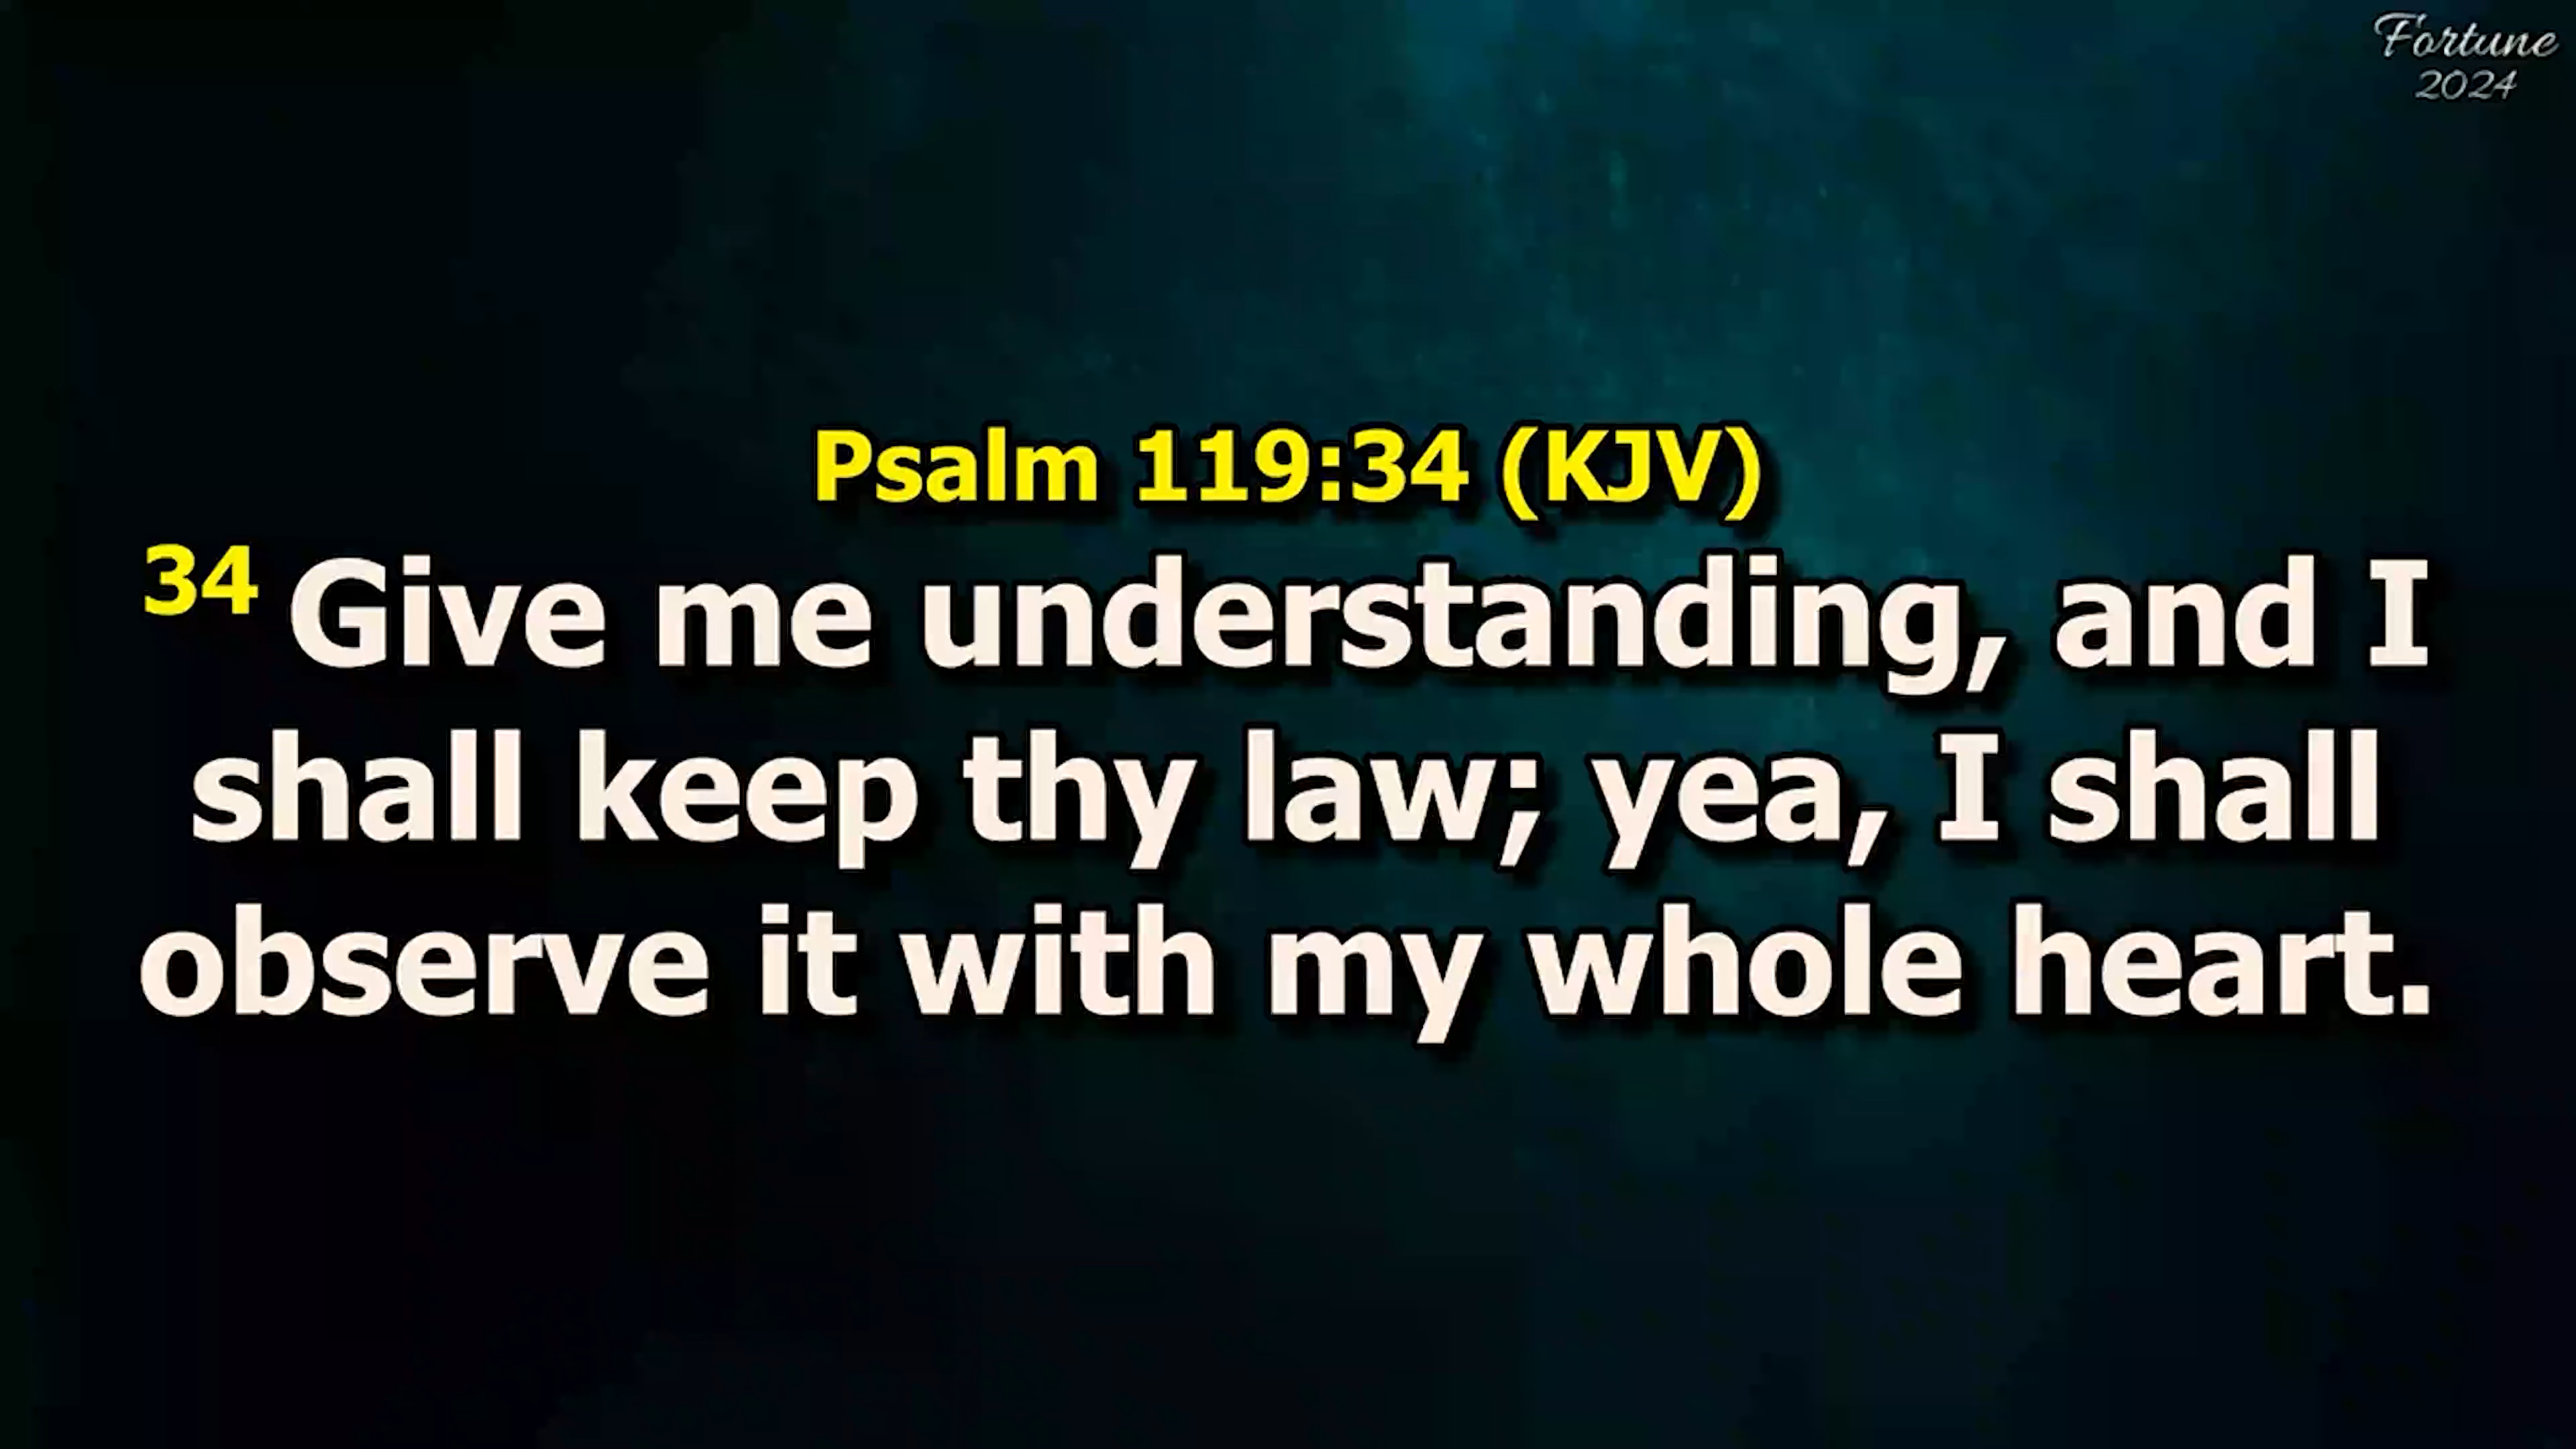 Fortune
2024
Psalm 119:34 (KJV)
34 Give me understanding, and I
shall keep thy law; yea, I shall
observe it with my whole heart.